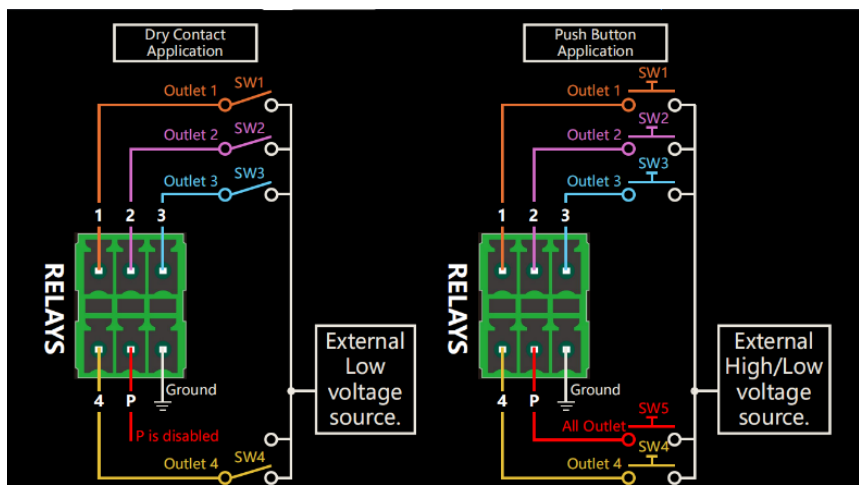 Dry Contact
Application
SW1
Outlet 1
SW2
Outlet 2
SW3
Outlet 3
1 2 3
RELAYS
External
Low
voltage
source.
Ground
4 P
P is disabled
SW4
Outlet 4
Push Button
Application
SW1
Outlet 1
SW2
Outlet 2
SW3
Outlet 3
1 2 3
RELAYS
External
High/Low
voltage
source.
Ground
4 P
SW5
All Outlet
SW4
Outlet 4